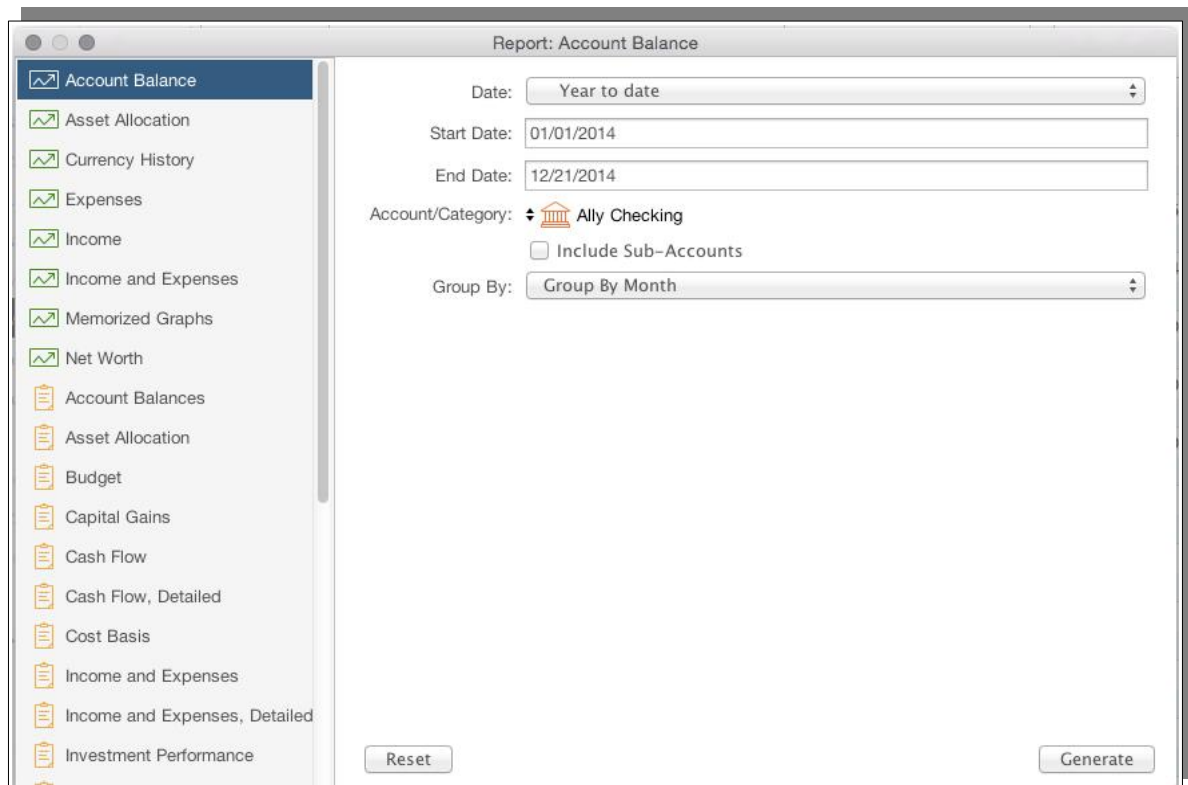 Report: Account Balance
Account Balance
Asset Allocation
Currency History
Expenses
Income
Income and Expenses
Memorized Graphs
Net Worth
Account Balances
Asset Allocation
Budget
Capital Gains
Cash Flow
Cash Flow, Detailed
Cost Basis
Income and Expenses
Income and Expenses, Detailed
Investment Performance
Date: Year to date
Start Date: 01/01/2014
End Date: 12/21/2014
Account/Category: Ally Checking
Include Sub-Accounts
Group By: Group By Month
Reset Generate